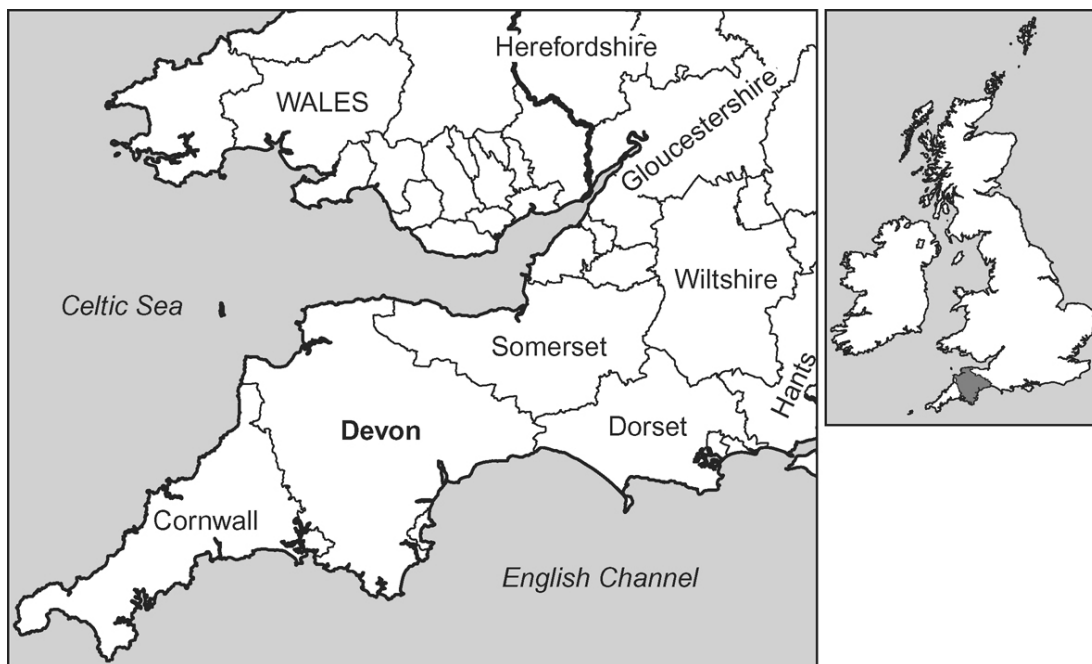 Herefordshire
WALES
Gloucestershire
Celtic Sea
Wiltshire
Somerset
Hants
Devon
Dorset
Cornwall
English Channel